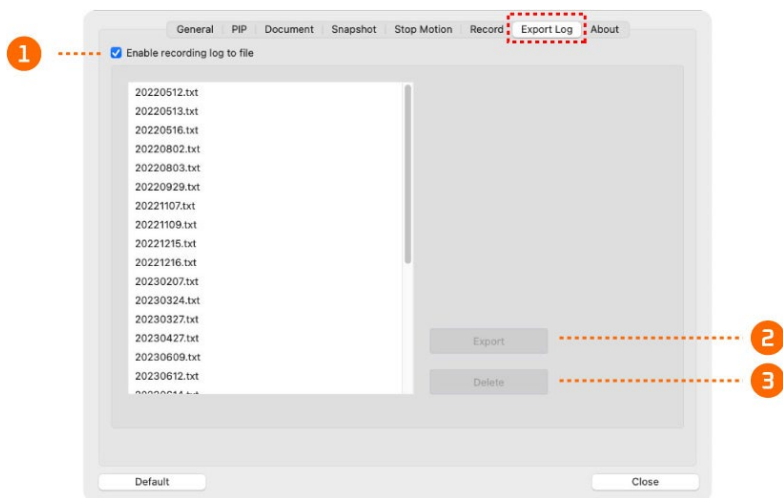 General PIP Document Snapshot Stop Motion Record Export Log About
1 Enable recording log to file
20220512.txt
20220513.txt
20220516.txt
20220802.txt
20220803.txt
20220929.txt
20221107.txt
20221109.txt
20221215.txt
20221216.txt
20230207.txt
20230324.txt
20230327.txt
20230427.txt
20230609.txt
20230612.txt
Export 2
Delete 3
Default Close